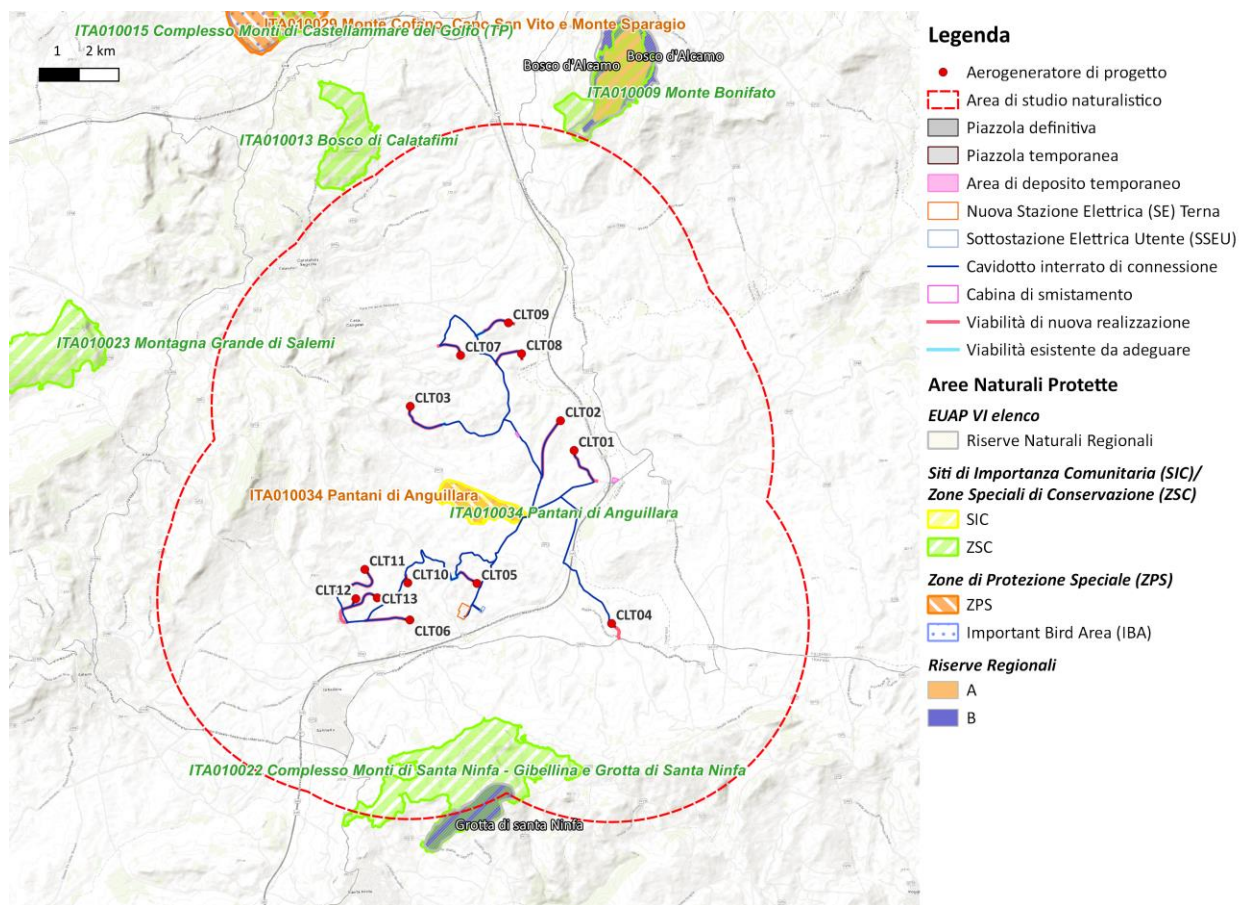 ITA010029 Monte Cofano, Capo San Vito e Monte Sparagio
ITA010015 Complesso Monti di Castellammare del Golfo (TP)
1 2 km
Bosco d'Alcamo
Bosco d'Alcamo
ITA010009 Monte Bonifato
ITA010013 Bosco di Calatafimi
ITA010023 Montagna Grande di Salemi
CLT09
CLT07
CLT08
CLT03
CLT02
CLT01
ITA010034 Pantani di Anguillara
ITA010034 Pantani di Anguillara
CLT11
CLT10
CLT05
CLT12
CLT13
CLT06
CLT04
ITA010022 Complesso Monti di Santa Ninfa - Gibellina e Grotta di Santa Ninfa
Grotta di santa Ninfa
Legenda
Aerogeneratore di progetto
Area di studio naturalistico
Piazzola definitiva
Piazzola temporanea
Area di deposito temporaneo
Nuova Stazione Elettrica (SE) Terna
Sottostazione Elettrica Utente (SSEU)
Cavidotto interrato di connessione
Cabina di smistamento
Viabilità di nuova realizzazione
Viabilità esistente da adeguare
Aree Naturali Protette
EUAP VI elenco
Riserve Naturali Regionali
Siti di Importanza Comunitaria (SIC)/
Zone Speciali di Conservazione (ZSC)
SIC
ZSC
Zone di Protezione Speciale (ZPS)
ZPS
Important Bird Area (IBA)
Riserve Regionali
A
B